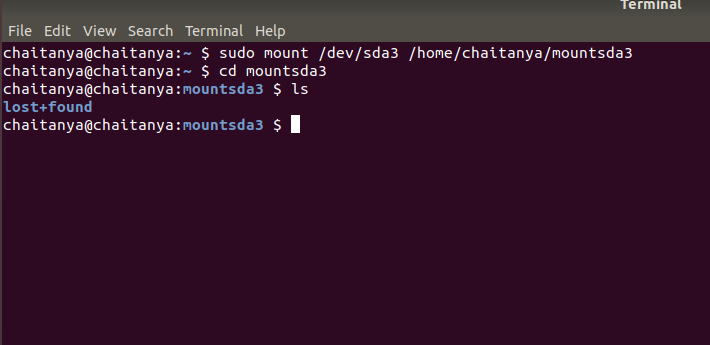 Terminal
File Edit View Search Terminal Help
chaitanya@chaitanya:~ $ sudo mount /dev/sda3 /home/chaitanya/mountsda3
chaitanya@chaitanya:~ $ cd mountsda3
chaitanya@chaitanya:mountsda3 $ ls
lost+found
chaitanya@chaitanya:mountsda3 $